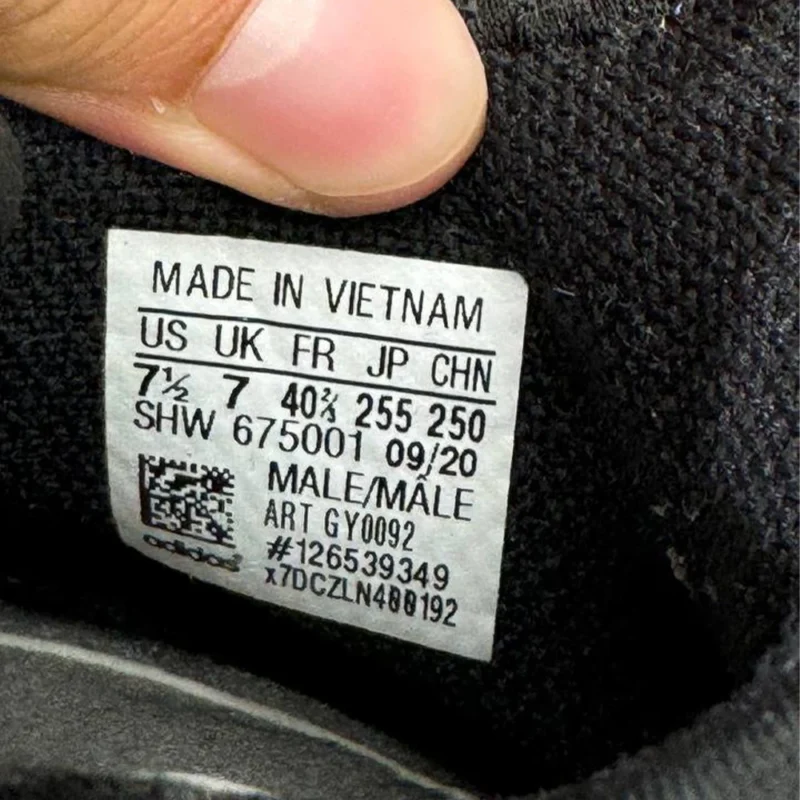 MADE IN VIETNAM
US UK FR JP CHN
7½ 7 40⅔ 255 250
SHW 675001 09/20
MALE/MÂLE
ART GY0092
#126539349
x7DCZLN488192
adidas